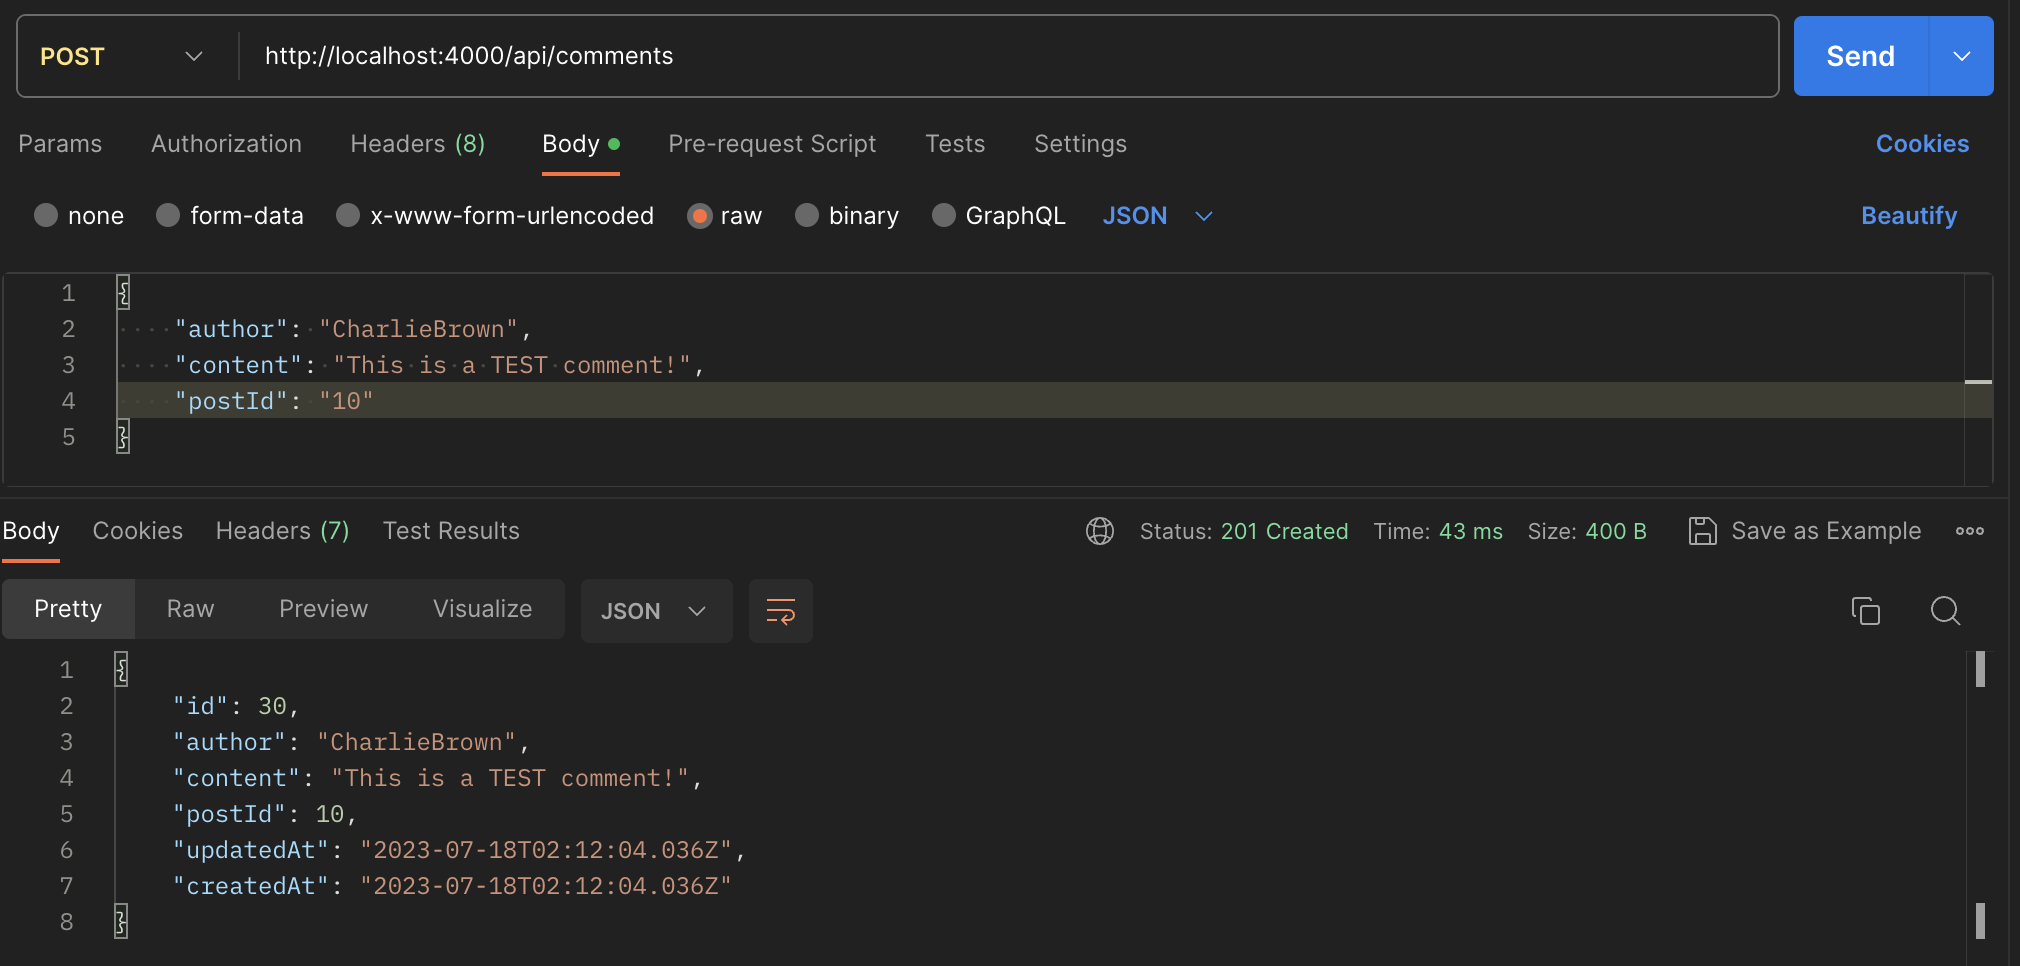 POST http://localhost:4000/api/comments Send
Params Authorization Headers (8) Body Pre-request Script Tests Settings Cookies
none form-data x-www-form-urlencoded raw binary GraphQL JSON Beautify
1 {
2 "author": "CharlieBrown",
3 "content": "This is a TEST comment!",
4 "postId": "10"
5 }
Body Cookies Headers (7) Test Results Status: 201 Created Time: 43 ms Size: 400 B Save as Example
Pretty Raw Preview Visualize JSON
1 {
2 "id": 30,
3 "author": "CharlieBrown",
4 "content": "This is a TEST comment!",
5 "postId": 10,
6 "updatedAt": "2023-07-18T02:12:04.036Z",
7 "createdAt": "2023-07-18T02:12:04.036Z"
8 }